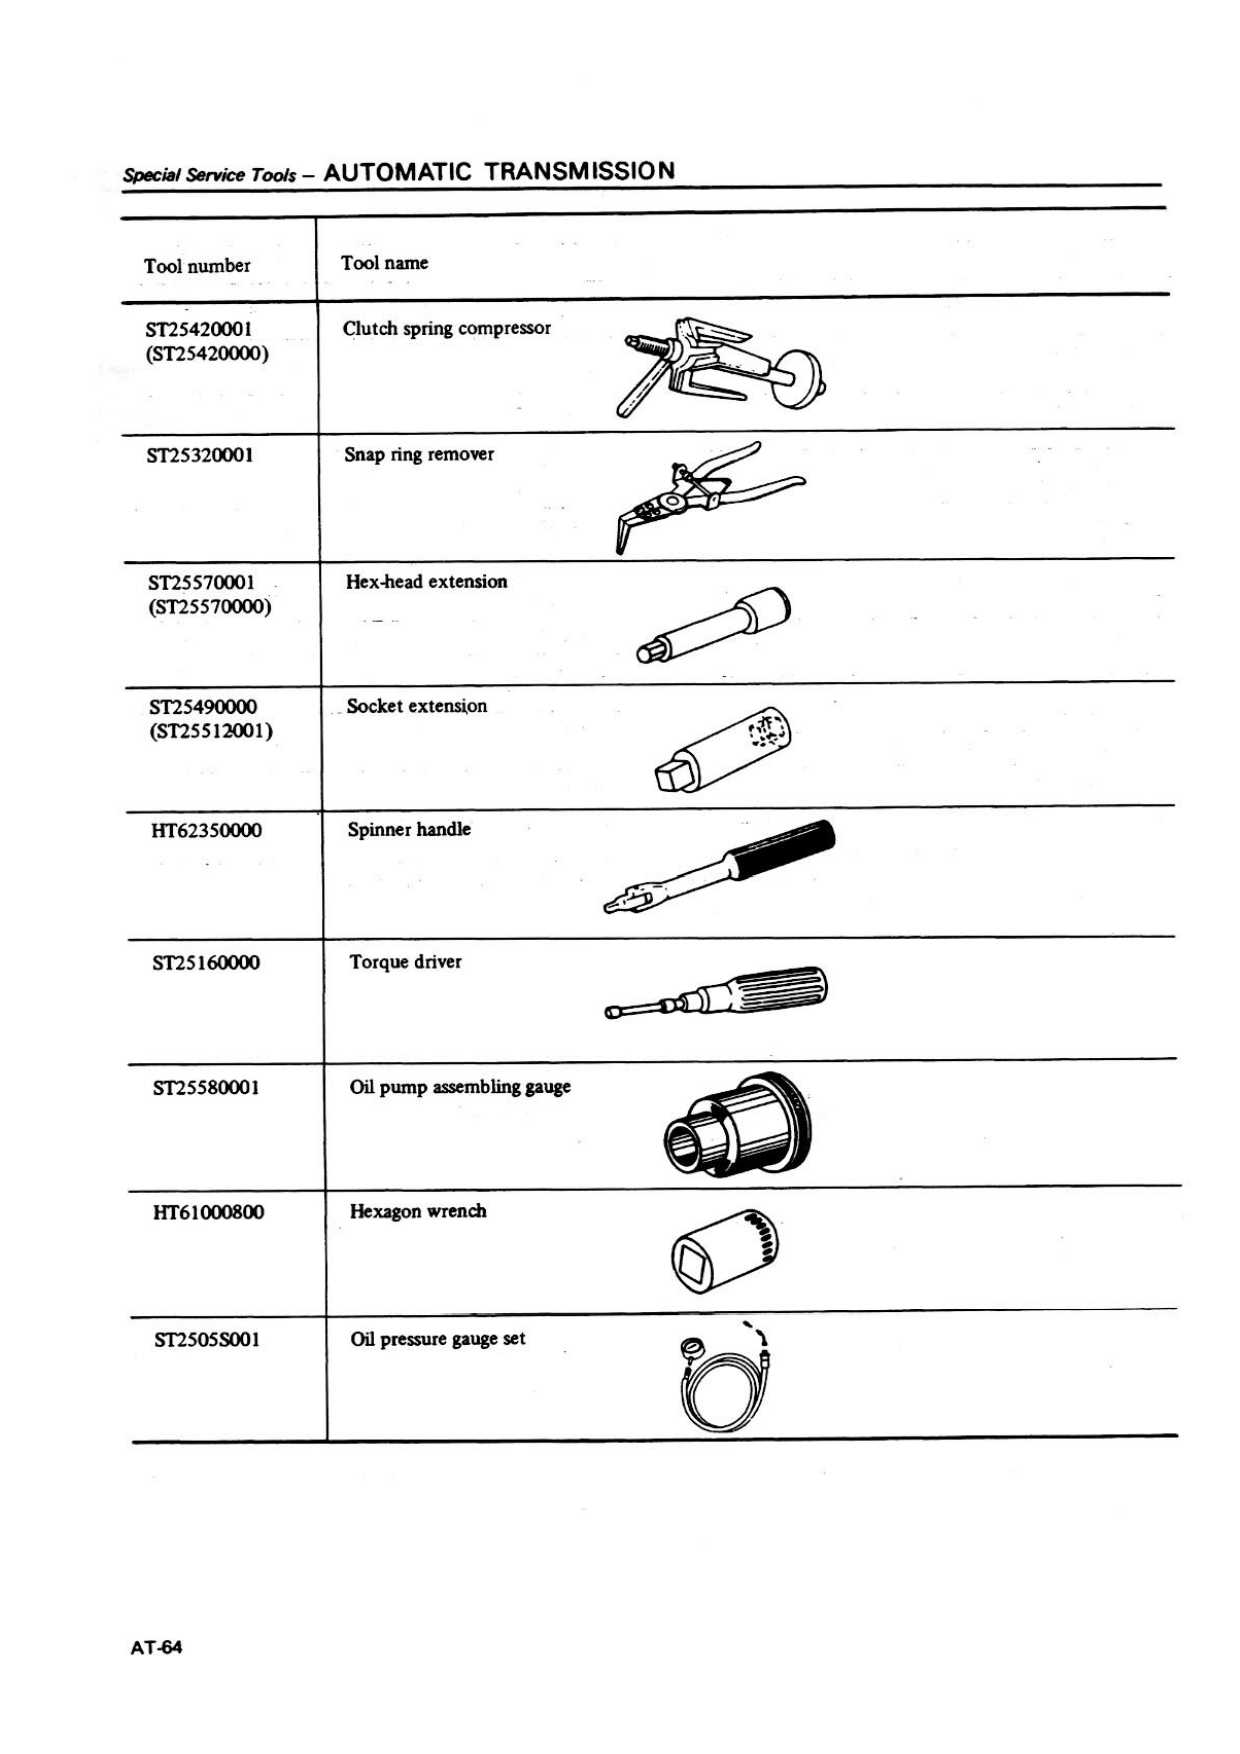 Special Service Tools – AUTOMATIC TRANSMISSION
Tool number Tool name
ST25420001 Clutch spring compressor
(ST25420000)
ST25320001 Snap ring remover
ST25570001 Hex-head extension
(ST25570000)
ST25490000 Socket extension
(ST25512001)
HT62350000 Spinner handle
ST25160000 Torque driver
ST25580001 Oil pump assembling gauge
HT61000800 Hexagon wrench
ST2505S001 Oil pressure gauge set
AT-64